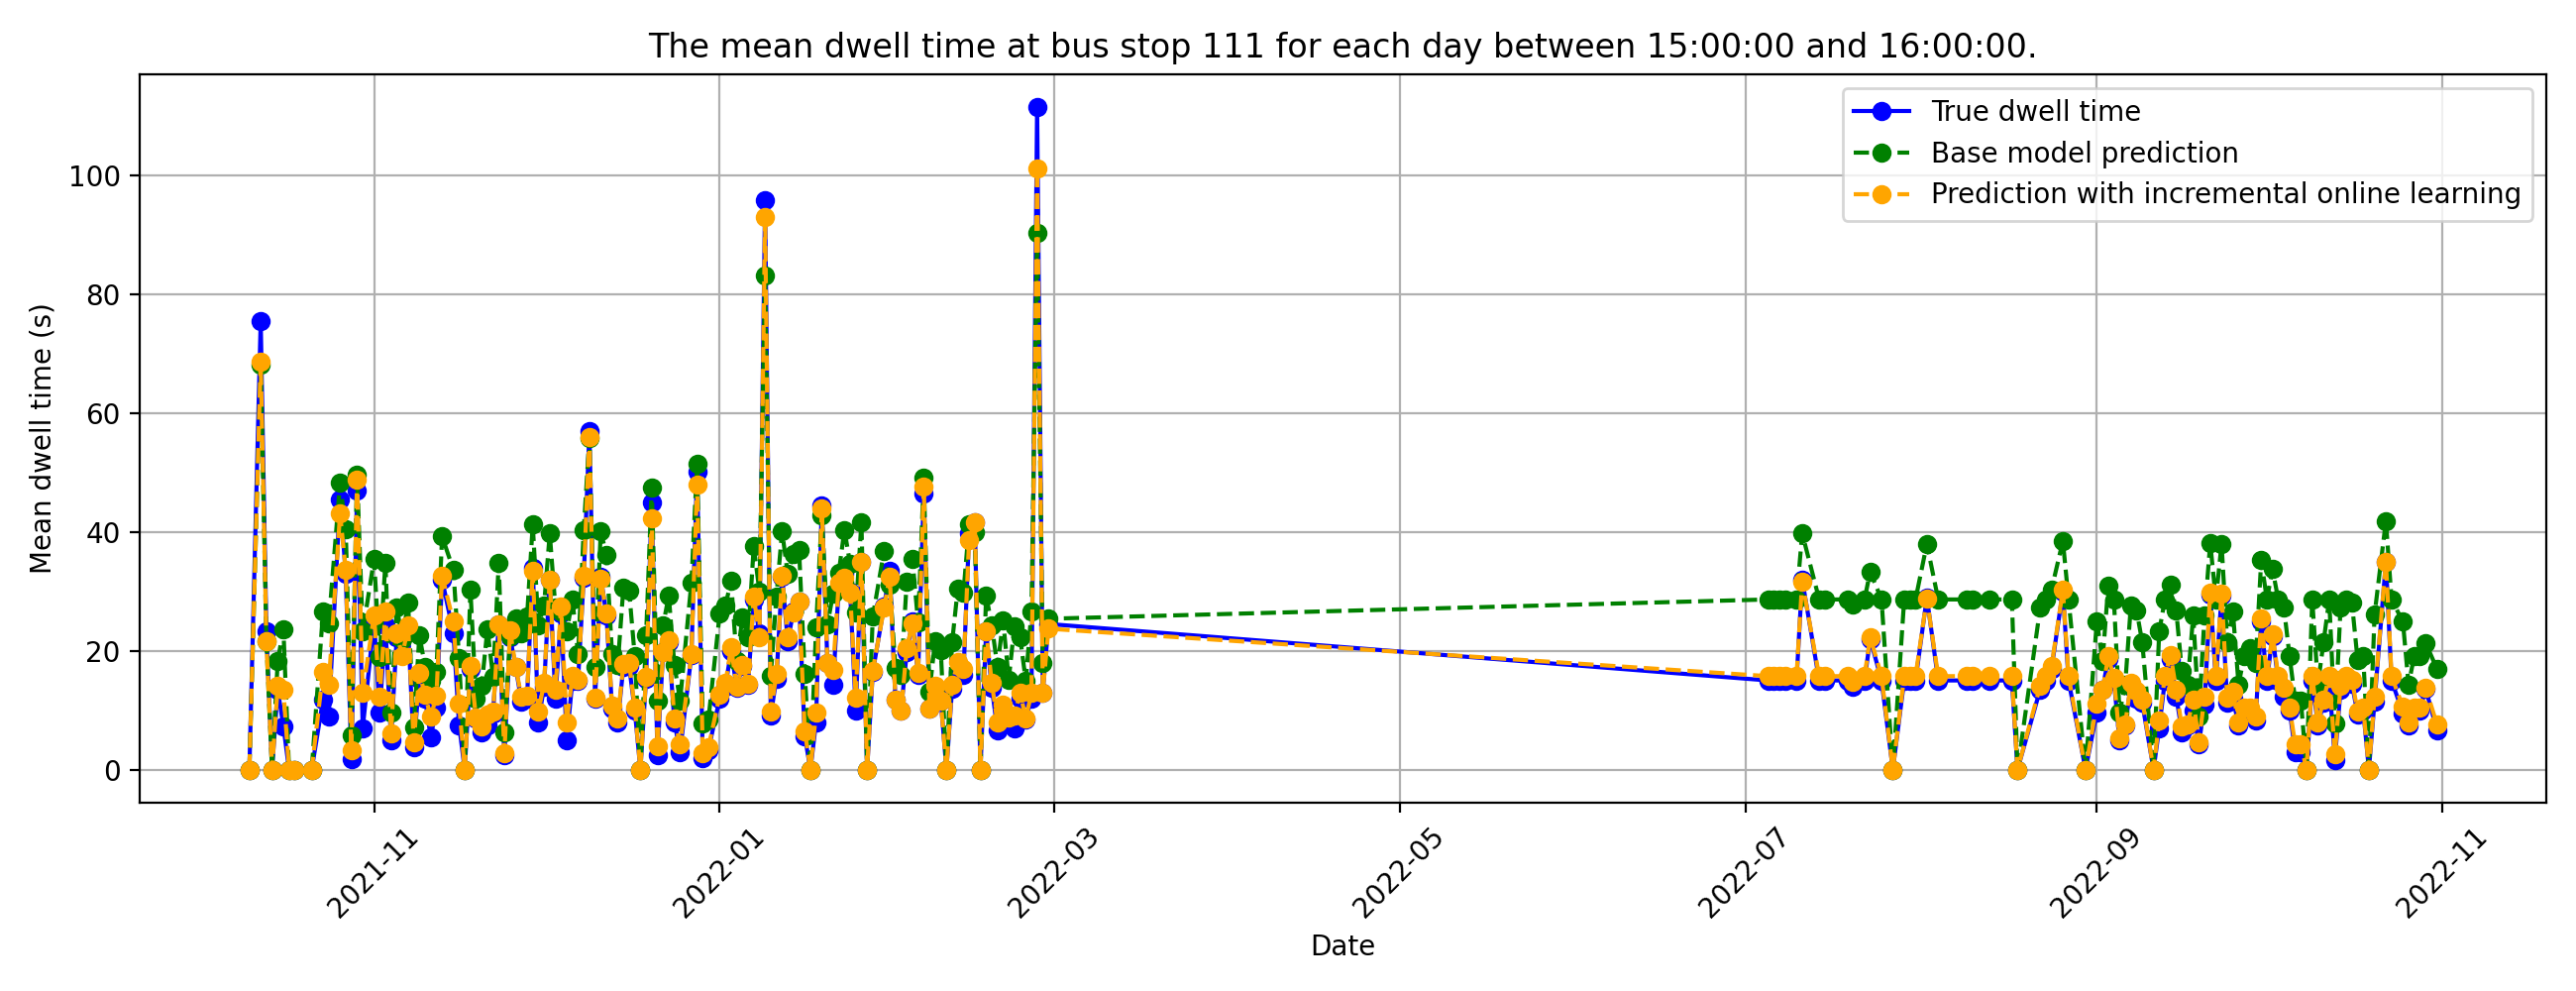 The mean dwell time at bus stop 111 for each day between 15:00:00 and 16:00:00.
True dwell time
Base model prediction
Prediction with incremental online learning
Mean dwell time (s)
100
80
60
40
20
0
2021-11
2022-01
2022-03
2022-05
2022-07
2022-09
2022-11
Date